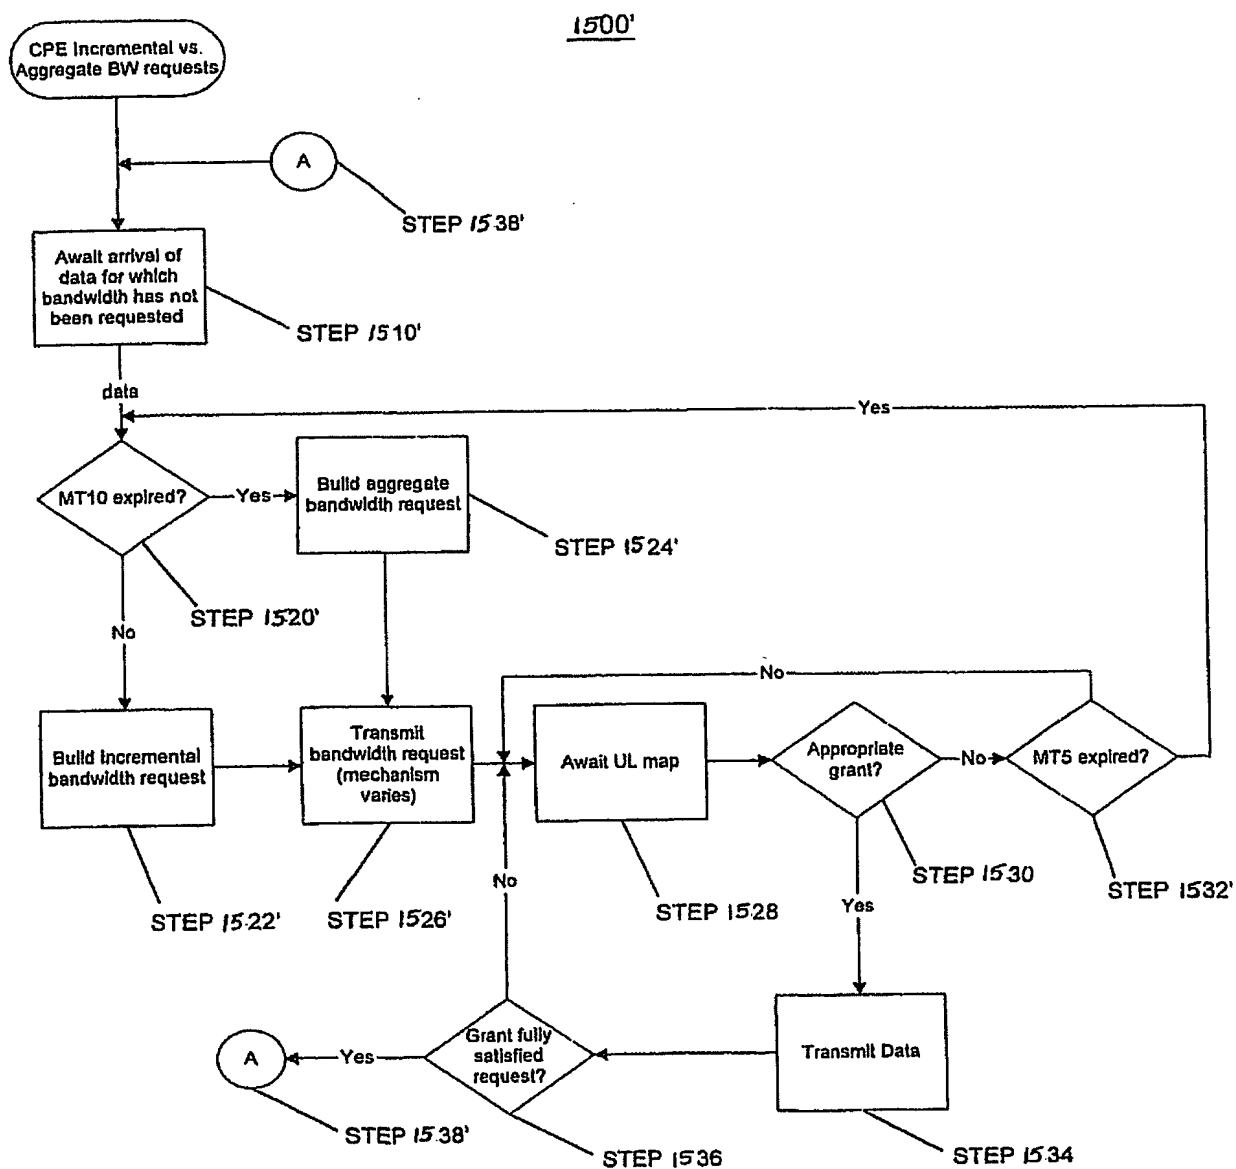 1500'
CPE Incremental vs.
Aggregate BW requests
A
STEP 1538'
Await arrival of
data for which
bandwidth has not
been requested
STEP 1510'
data
Yes
MT10 expired?
Yes
Build aggregate
bandwidth request
STEP 1524'
STEP 1520'
No
No
Build incremental
bandwidth request
Transmit
bandwidth request
(mechanism
varies)
Await UL map
Appropriate
grant?
No
MT5 expired?
STEP 1522'
STEP 1526'
No
STEP 1528
Yes
STEP 1530
STEP 1532'
A
Yes
Grant fully
satisfied
request?
Transmit Data
STEP 1538'
STEP 1536
STEP 1534